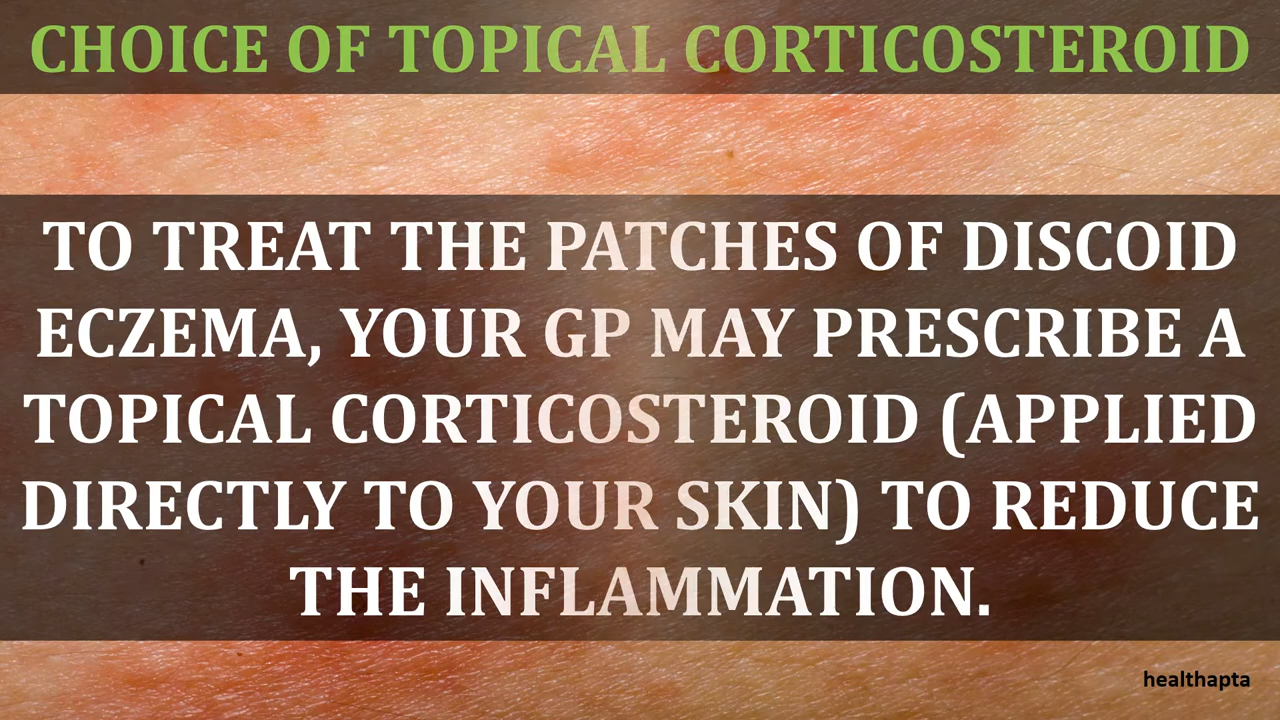 CHOICE OF TOPICAL CORTICOSTEROID
TO TREAT THE PATCHES OF DISCOID
ECZEMA, YOUR GP MAY PRESCRIBE A
TOPICAL CORTICOSTEROID (APPLIED
DIRECTLY TO YOUR SKIN) TO REDUCE
THE INFLAMMATION.
healthapta